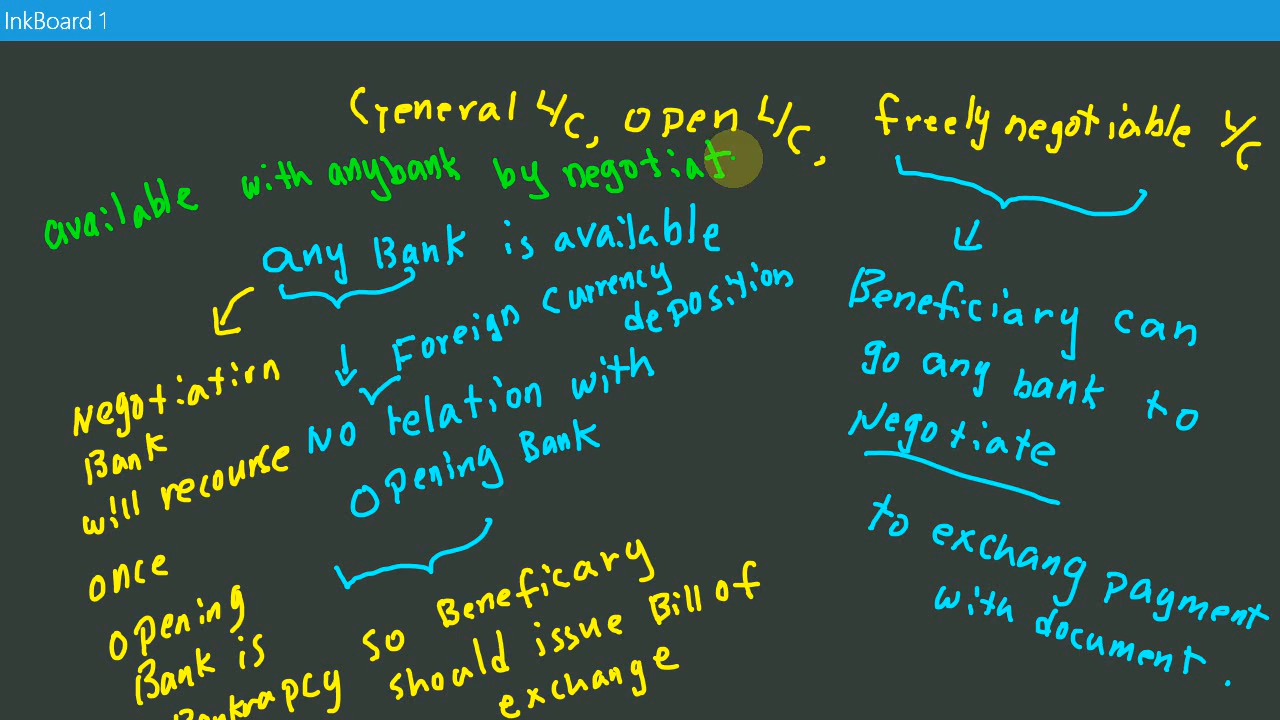 InkBoard 1
General L/C, open L/C,
freely negotiable L/C
available with anybank by negotiat
any Bank is available
Foreign currency
deposition
No relation with
opening Bank
Negotiatirn
Bank
will recourse
once
opening
Bank is
Bankrapcy
so Beneficary
should issue Bill of
exchange
Beneficiary can
go any bank to
Negotiate
to exchang payment
with document.